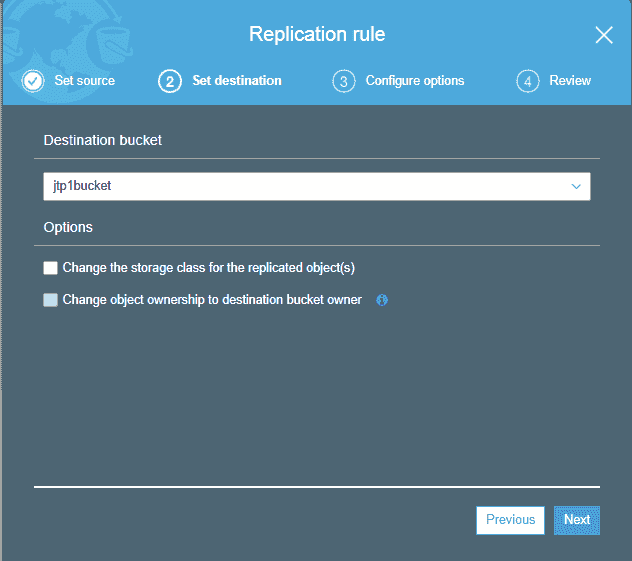 Replication rule
Set source 2 Set destination 3 Configure options 4 Review
Destination bucket
jtp1bucket
Options
Change the storage class for the replicated object(s)
Change object ownership to destination bucket owner
Previous Next